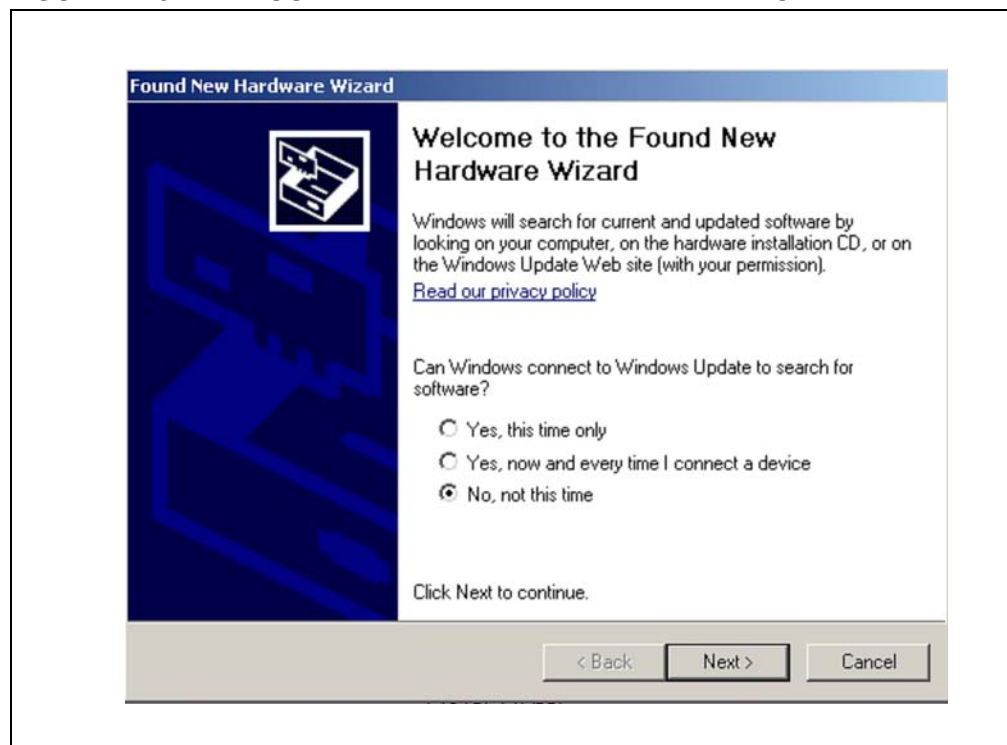 Found New Hardware Wizard
Welcome to the Found New
Hardware Wizard
Windows will search for current and updated software by
looking on your computer, on the hardware installation CD, or on
the Windows Update Web site (with your permission).
Read our privacy policy
Can Windows connect to Windows Update to search for
software?
Yes, this time only
Yes, now and every time I connect a device
No, not this time
Click Next to continue.
< Back
Next >
Cancel